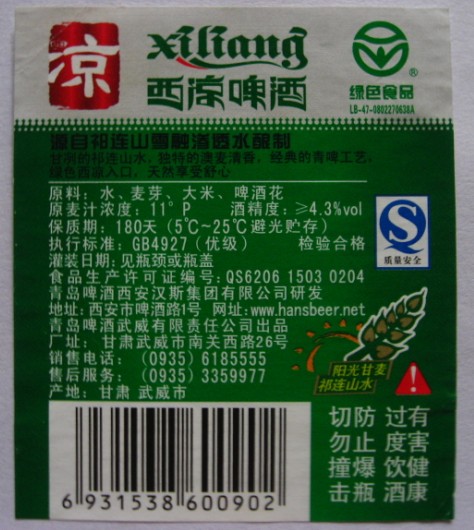 凉
xiliang
西凉啤酒
绿色食品
®
LB-47-0802270638A
源自祁连山雪融渗透水酿制
甘冽的祁连山水，独特的澳麦清香，经典的青啤工艺，
绿色西凉入口，天然享受舒心
原料：水、麦芽、大米、啤酒花
原麦汁浓度：11°P 酒精度：≥4.3%vol
保质期：180天（5℃~25℃避光贮存）
执行标准：GB4927（优级） 检验合格
灌装日期：见瓶颈或瓶盖
食品生产许可证编号：QS6206 1503 0204
青岛啤酒西安汉斯集团有限公司研发
地址：西安市啤酒路1号 网址：www.hansbeer.net
青岛啤酒武威有限责任公司出品
厂址：甘肃武威市南关西路26号
销售电话：（0935）6185555
售后服务：（0935）3359977
产地：甘肃 武威市
QS
质量安全
阳光甘麦
祁连山水
切防 过有
勿止 度害
撞爆 饮健
击瓶 酒康
6 931538 600902